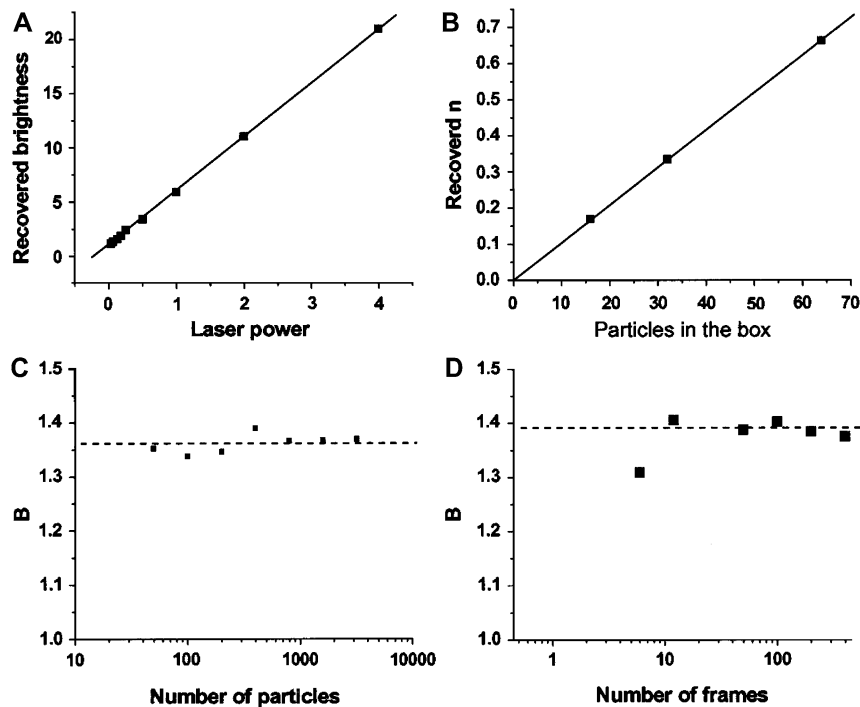 A
Recovered brightness
20
15
10
5
0
0 1 2 3 4
Laser power
B
Recoverd n
0.7
0.6
0.5
0.4
0.3
0.2
0.1
0.0
0 10 20 30 40 50 60 70
Particles in the box
C
B
1.5
1.4
1.3
1.2
1.1
1.0
10 100 1000 10000
Number of particles
D
B
1.5
1.4
1.3
1.2
1.1
1.0
1 10 100
Number of frames